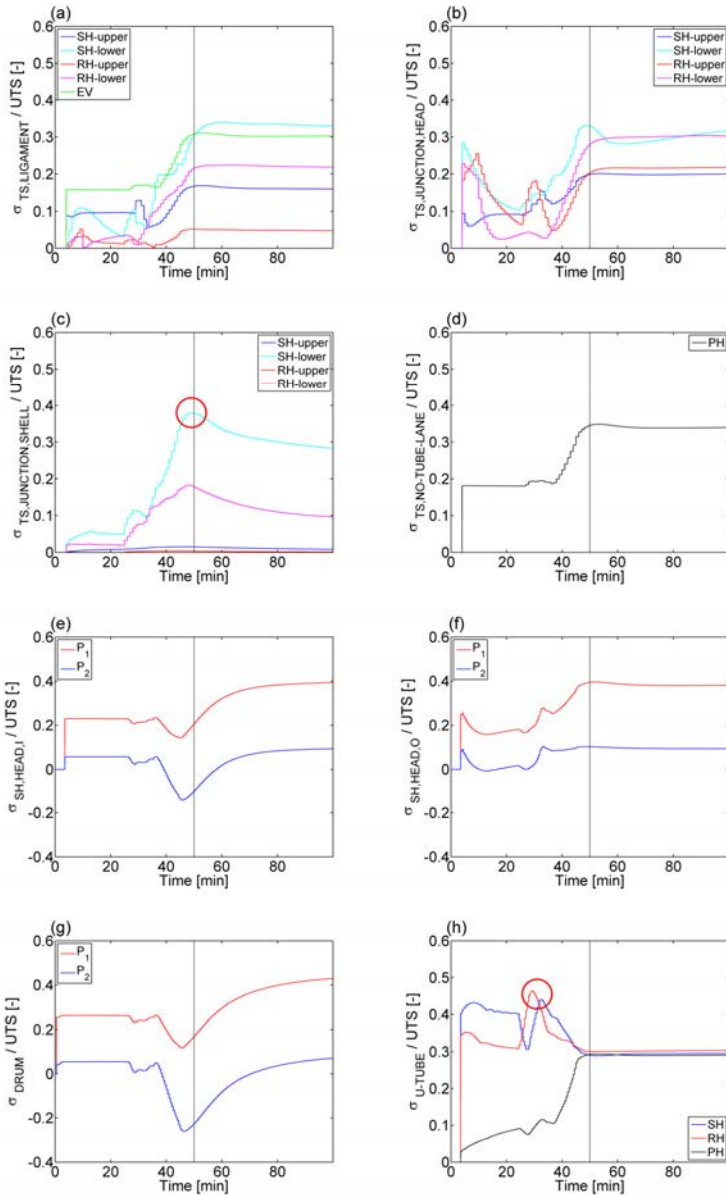 (a)
σ TS,LIGAMENT / UTS [-]
0.6
0.5
0.4
0.3
0.2
0.1
0
SH-upper
SH-lower
RH-upper
RH-lower
EV
0 20 40 60 80
Time [min]
(b)
σ TS,JUNCTION,HEAD / UTS [-]
0.6
0.5
0.4
0.3
0.2
0.1
0
SH-upper
SH-lower
RH-upper
RH-lower
0 20 40 60 80
Time [min]
(c)
σ TS,JUNCTION,SHELL / UTS [-]
0.6
0.5
0.4
0.3
0.2
0.1
0
SH-upper
SH-lower
RH-upper
RH-lower
0 20 40 60 80
Time [min]
(d)
σ TS,NO-TUBE-LANE / UTS [-]
0.6
0.5
0.4
0.3
0.2
0.1
0
PH
0 20 40 60 80
Time [min]
(e)
σ SH,HEAD,I / UTS [-]
0.6
0.4
0.2
0
-0.2
-0.4
P1
P2
0 20 40 60 80
Time [min]
(f)
σ SH,HEAD,O / UTS [-]
0.6
0.4
0.2
0
-0.2
-0.4
P1
P2
0 20 40 60 80
Time [min]
(g)
σ DRUM / UTS [-]
0.6
0.4
0.2
0
-0.2
-0.4
P1
P2
0 20 40 60 80
Time [min]
(h)
σ U-TUBE / UTS [-]
0.6
0.5
0.4
0.3
0.2
0.1
0
SH
RH
PH
0 20 40 60 80
Time [min]